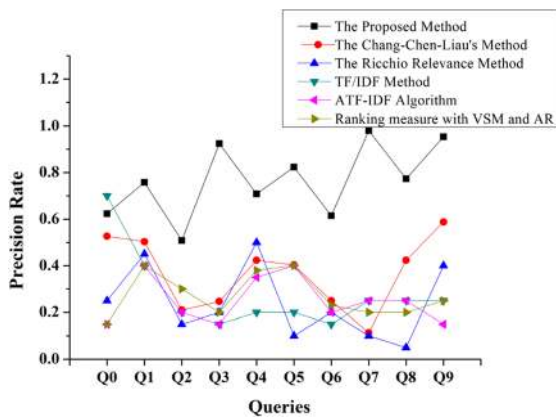 The Proposed Method
The Chang-Chen-Liau's Method
The Ricchio Relevance Method
TF/IDF Method
ATF-IDF Algorithm
Ranking measure with VSM and AR
1.2
1.0
0.8
0.6
0.4
0.2
0.0
Precision Rate
Q0 Q1 Q2 Q3 Q4 Q5 Q6 Q7 Q8 Q9
Queries